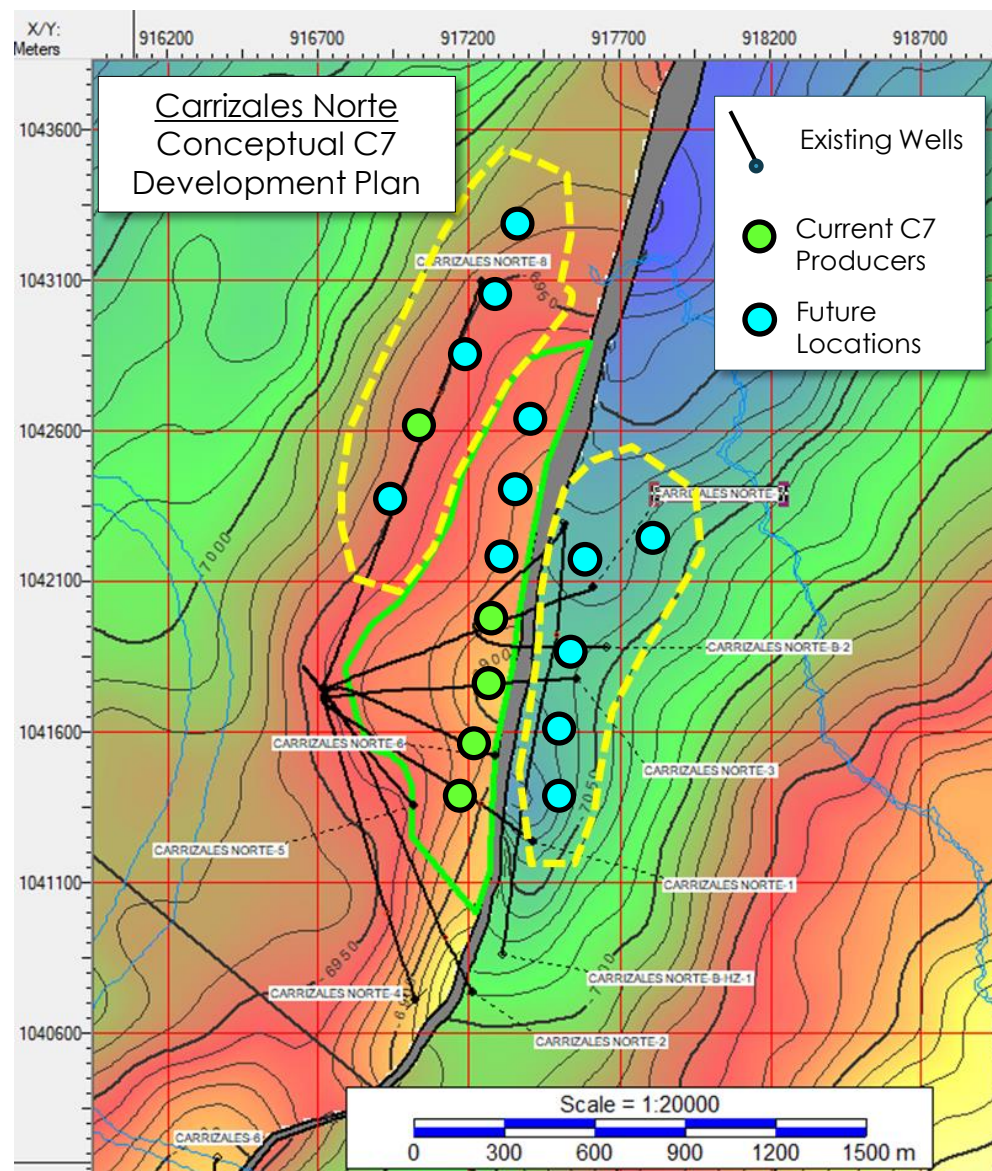 X/Y:
Meters
916200 916700 917200 917700 918200 918700
Carrizales Norte
Conceptual C7
Development Plan
Existing Wells
Current C7
Producers
Future
Locations
1043600
1043100
1042600
1042100
1041600
1041100
1040600
CARRIZALES NORTE-8
-6950
CARRIZALES NORTE-
-7000
CARRIZALES NORTE-B-2
CARRIZALES NORTE-6
CARRIZALES NORTE-3
CARRIZALES NORTE-5
CARRIZALES NORTE-1
-6950
CARRIZALES NORTE-B-HZ-1
CARRIZALES NORTE-4
CARRIZALES NORTE-2
CARRIZALES-6
Scale = 1:20000
0 300 600 900 1200 1500 m